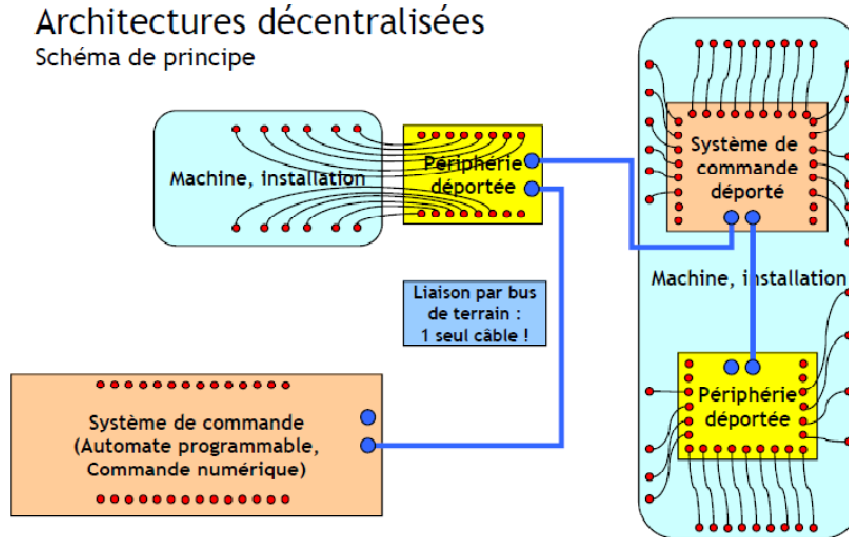 Architectures décentralisées
Schéma de principe
Machine, installation
Périphérie
déportée
Système de
commande
déporté
Liaison par bus
de terrain :
1 seul câble !
Machine, installation
Système de commande
(Automate programmable,
Commande numérique)
Périphérie
déportée